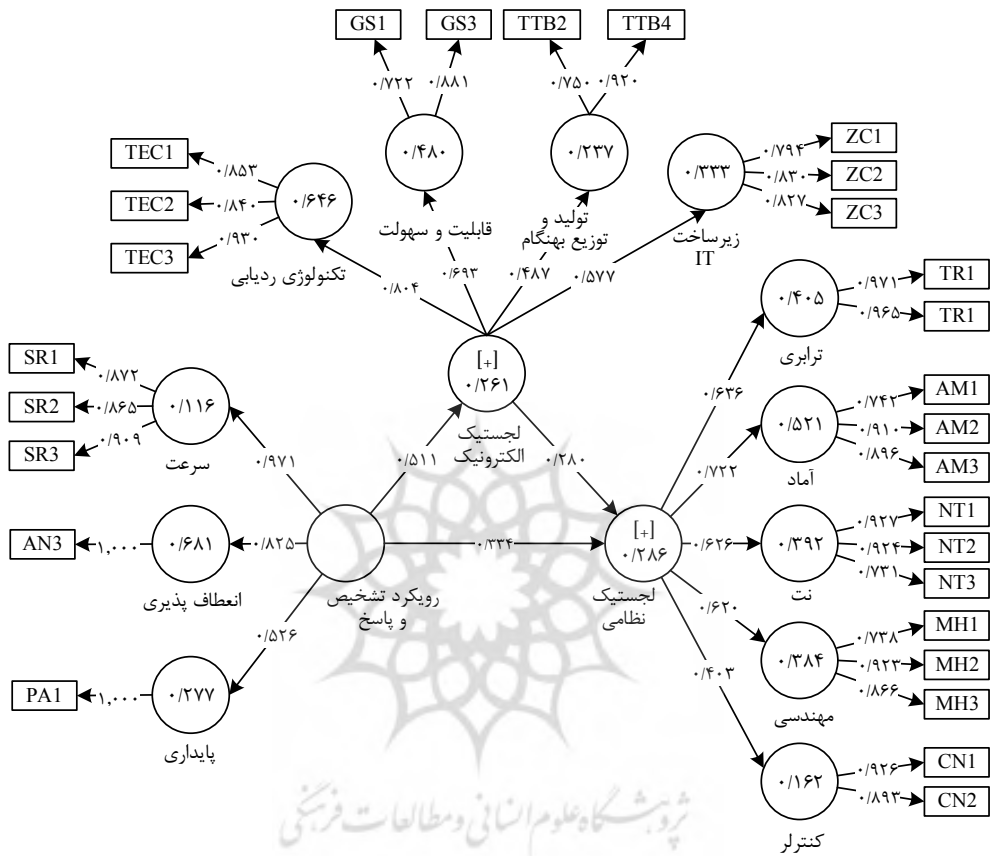 GS1
GS3
TTB2
TTB4
۰/۷۲۲
۰/۸۸۱
۰/۷۵۰
۰/۹۲۰
۰/۴۸۰
۰/۲۳۷
۰/۳۳۳
۰/۷۹۴
ZC1
۰/۸۳۰
ZC2
۰/۸۲۷
ZC3
TEC1
۰/۸۵۳
TEC2
۰/۸۴۰
TEC3
۰/۹۳۰
۰/۶۴۶
تکنولوژی ردیابی
قابلیت و سهولت
تولید و
توزیع بهنگام
زیرساخت
IT
۰/۸۰۴
۰/۶۹۳
۰/۴۸۷
۰/۵۷۷
[+]
۰/۲۶۱
لجستیک
الکترونیک
۰/۵۱۱
۰/۲۸۰
SR1
۰/۸۷۲
SR2
۰/۸۶۵
SR3
۰/۹۰۹
۰/۱۱۶
سرعت
۰/۹۷۱
AN3
۱,۰۰۰
۰/۶۸۱
انعطاف پذیری
۰/۸۲۵
رویکرد تشخیص
و پاسخ
۰/۳۳۴
۰/۵۲۶
PA1
۱,۰۰۰
۰/۲۷۷
پایداری
[+]
۰/۲۸۶
لجستیک
نظامی
۰/۶۳۶
۰/۷۲۲
۰/۶۲۶
۰/۶۲۰
۰/۴۰۳
۰/۴۰۵
ترابری
۰/۹۷۱
TR1
۰/۹۶۵
TR1
۰/۵۲۱
آماد
۰/۷۴۲
AM1
۰/۹۱۰
AM2
۰/۸۹۶
AM3
۰/۳۹۲
نت
۰/۹۲۷
NT1
۰/۹۲۴
NT2
۰/۷۳۱
NT3
۰/۳۸۴
مهندسی
۰/۷۳۸
MH1
۰/۹۲۳
MH2
۰/۸۶۶
MH3
۰/۱۶۲
کنترلر
۰/۹۲۶
CN1
۰/۸۹۳
CN2
پژوهشگاه علوم انسانی و مطالعات فرهنگی